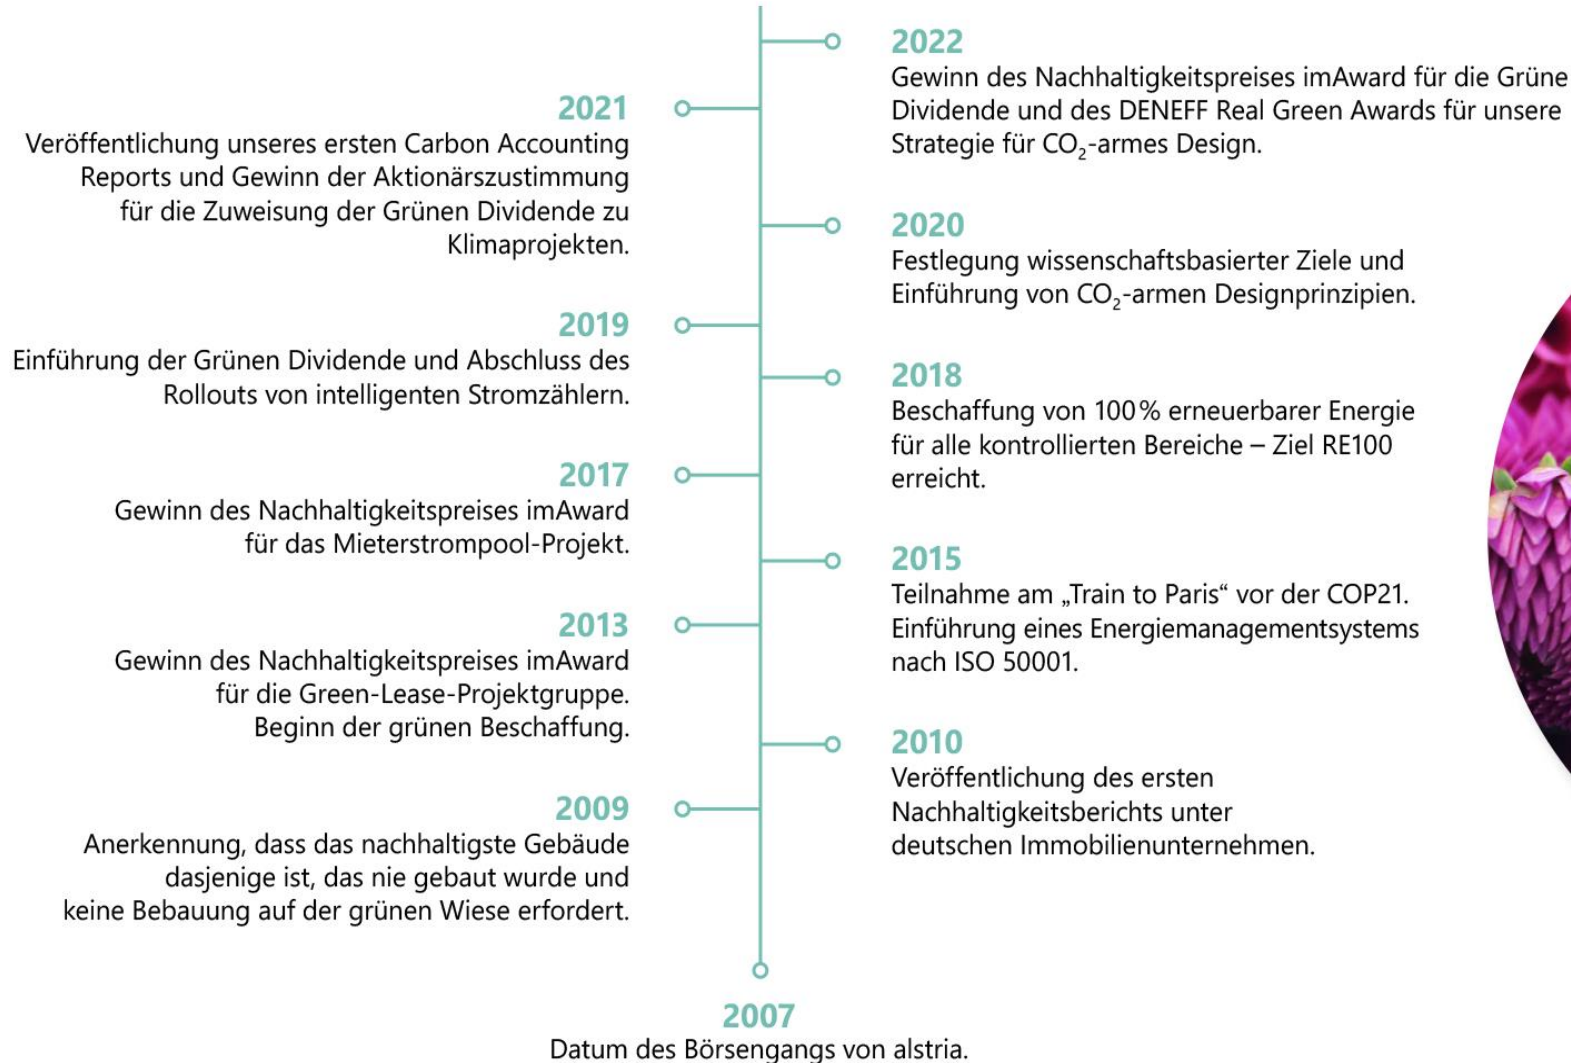 2022
Gewinn des Nachhaltigkeitspreises imAward für die Grüne
Dividende und des DENEFF Real Green Awards für unsere
Strategie für CO₂-armes Design.
2021
Veröffentlichung unseres ersten Carbon Accounting
Reports und Gewinn der Aktionärszustimmung
für die Zuweisung der Grünen Dividende zu
Klimaprojekten.
2020
Festlegung wissenschaftsbasierter Ziele und
Einführung von CO₂-armen Designprinzipien.
2019
Einführung der Grünen Dividende und Abschluss des
Rollouts von intelligenten Stromzählern.
2018
Beschaffung von 100 % erneuerbarer Energie
für alle kontrollierten Bereiche – Ziel RE100
erreicht.
2017
Gewinn des Nachhaltigkeitspreises imAward
für das Mieterstrompool-Projekt.
2015
Teilnahme am „Train to Paris“ vor der COP21.
Einführung eines Energiemanagementsystems
nach ISO 50001.
2013
Gewinn des Nachhaltigkeitspreises imAward
für die Green-Lease-Projektgruppe.
Beginn der grünen Beschaffung.
2010
Veröffentlichung des ersten
Nachhaltigkeitsberichts unter
deutschen Immobilienunternehmen.
2009
Anerkennung, dass das nachhaltigste Gebäude
dasjenige ist, das nie gebaut wurde und
keine Bebauung auf der grünen Wiese erfordert.
2007
Datum des Börsengangs von alstria.